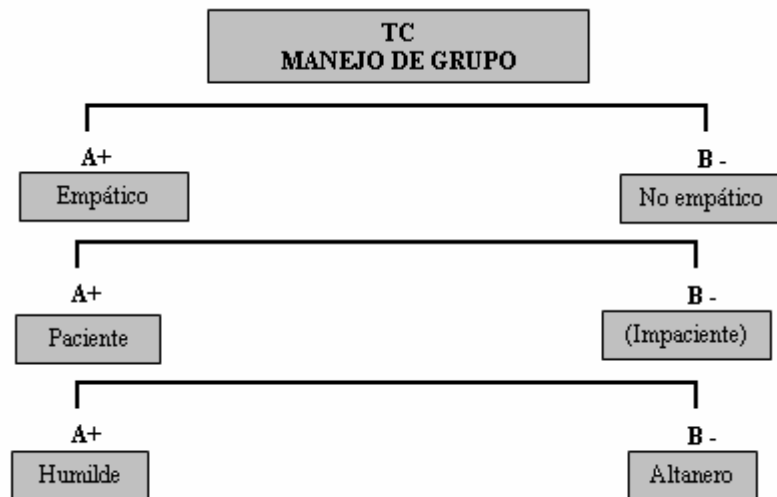 TC
MANEJO DE GRUPO
A+ B -
Empático No empático
A+ B -
Paciente (Impaciente)
A+ B -
Humilde Altanero